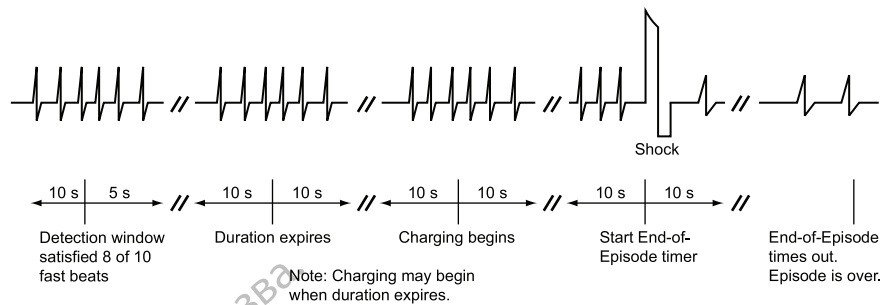 Shock
10 s 5 s
10 s 10 s
10 s 10 s
10 s 10 s
Detection window
satisfied 8 of 10
fast beats
Duration expires
Charging begins
Note: Charging may begin
when duration expires.
Start End-of-
Episode timer
End-of-Episode
times out.
Episode is over.